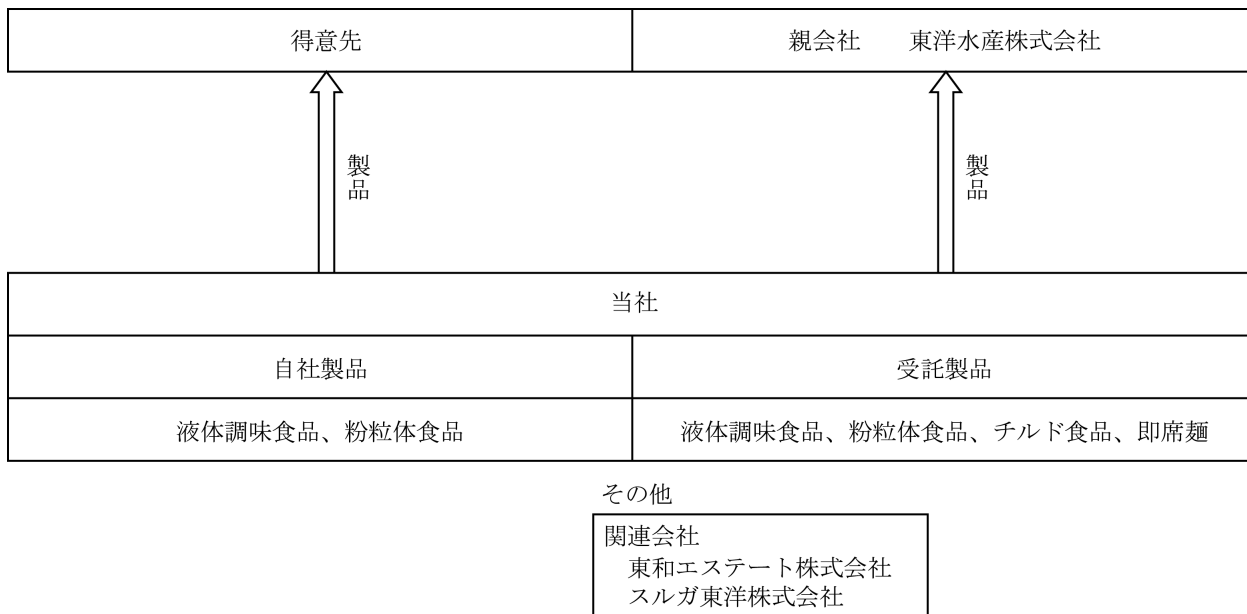 得意先
親会社　　東洋水産株式会社
製品
製品
当社
自社製品
受託製品
液体調味食品、粉粒体食品
液体調味食品、粉粒体食品、チルド食品、即席麺
その他
関連会社
東和エステート株式会社
スルガ東洋株式会社